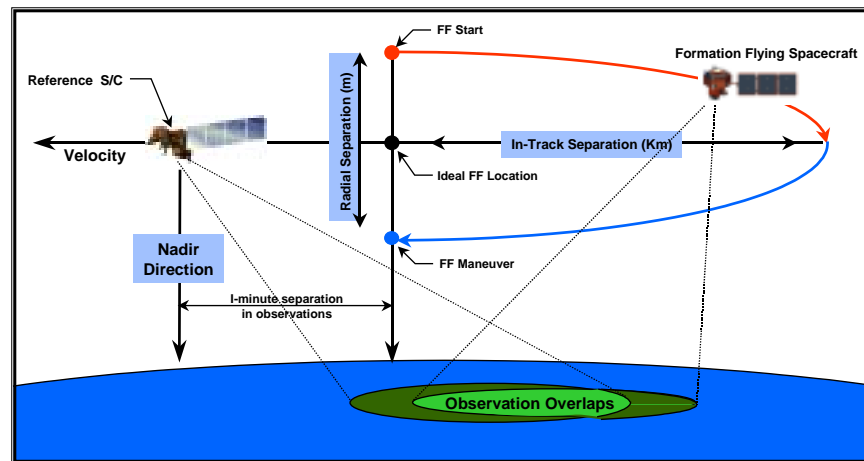 FF Start
Formation Flying Spacecraft
Reference S/C
Radial Separation (m)
In-Track Separation (Km)
Velocity
Ideal FF Location
Nadir
Direction
FF Maneuver
I-minute separation
in observations
Observation Overlaps